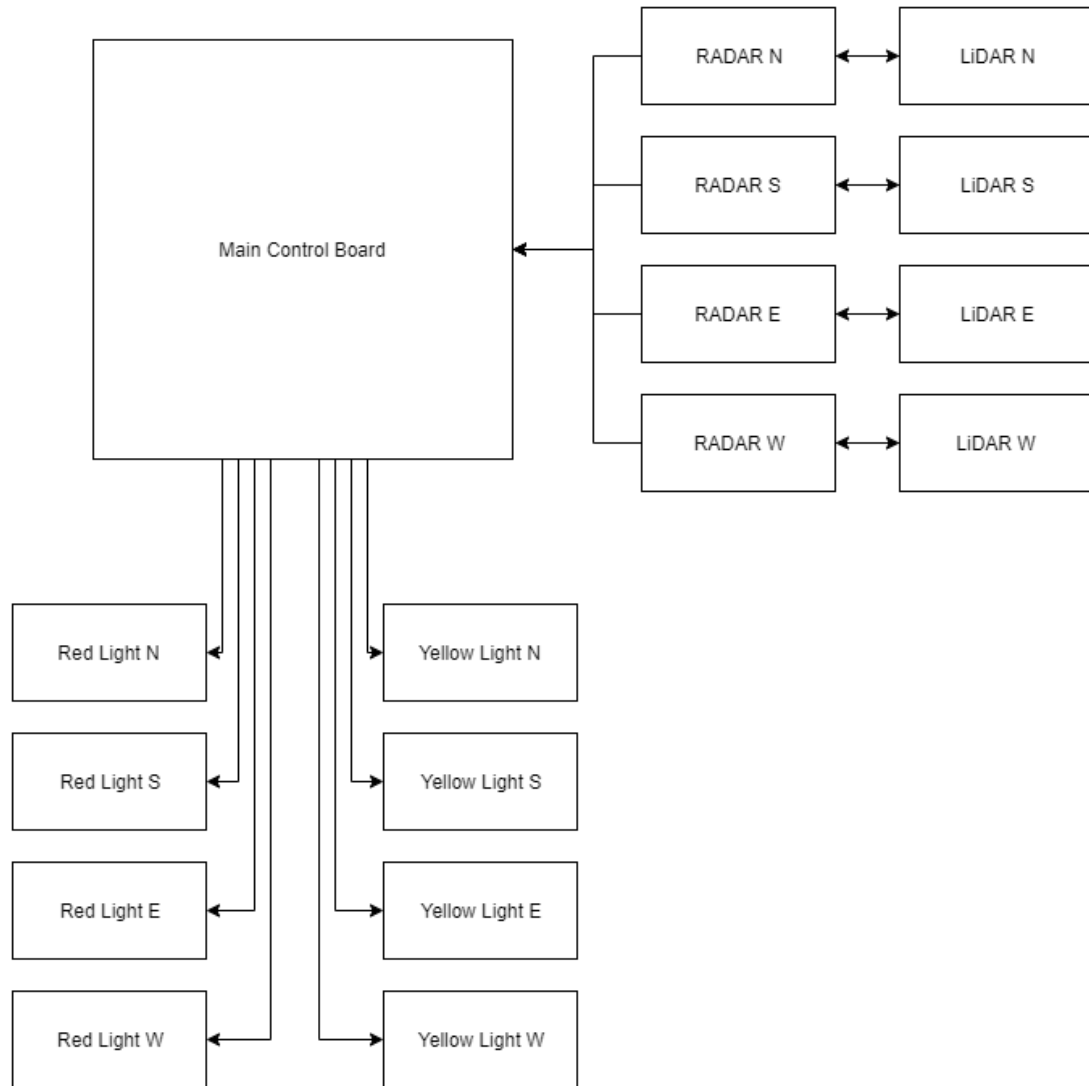 RADAR N
LiDAR N
RADAR S
LiDAR S
Main Control Board
RADAR E
LiDAR E
RADAR W
LiDAR W
Red Light N
Yellow Light N
Red Light S
Yellow Light S
Red Light E
Yellow Light E
Red Light W
Yellow Light W